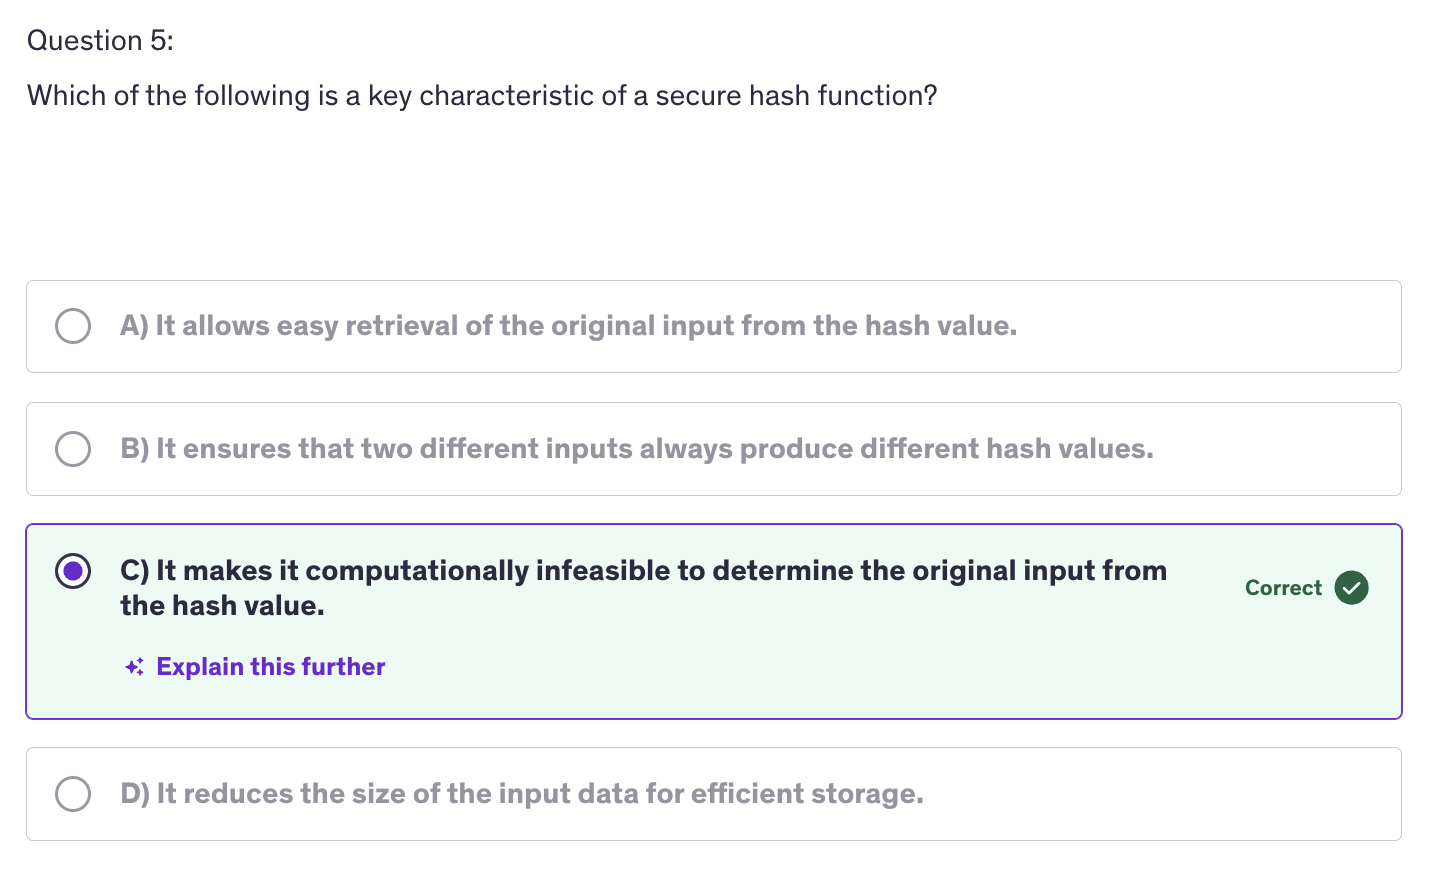 Question 5:
Which of the following is a key characteristic of a secure hash function?
A) It allows easy retrieval of the original input from the hash value.
B) It ensures that two different inputs always produce different hash values.
C) It makes it computationally infeasible to determine the original input from
the hash value.
Correct
Explain this further
D) It reduces the size of the input data for efficient storage.